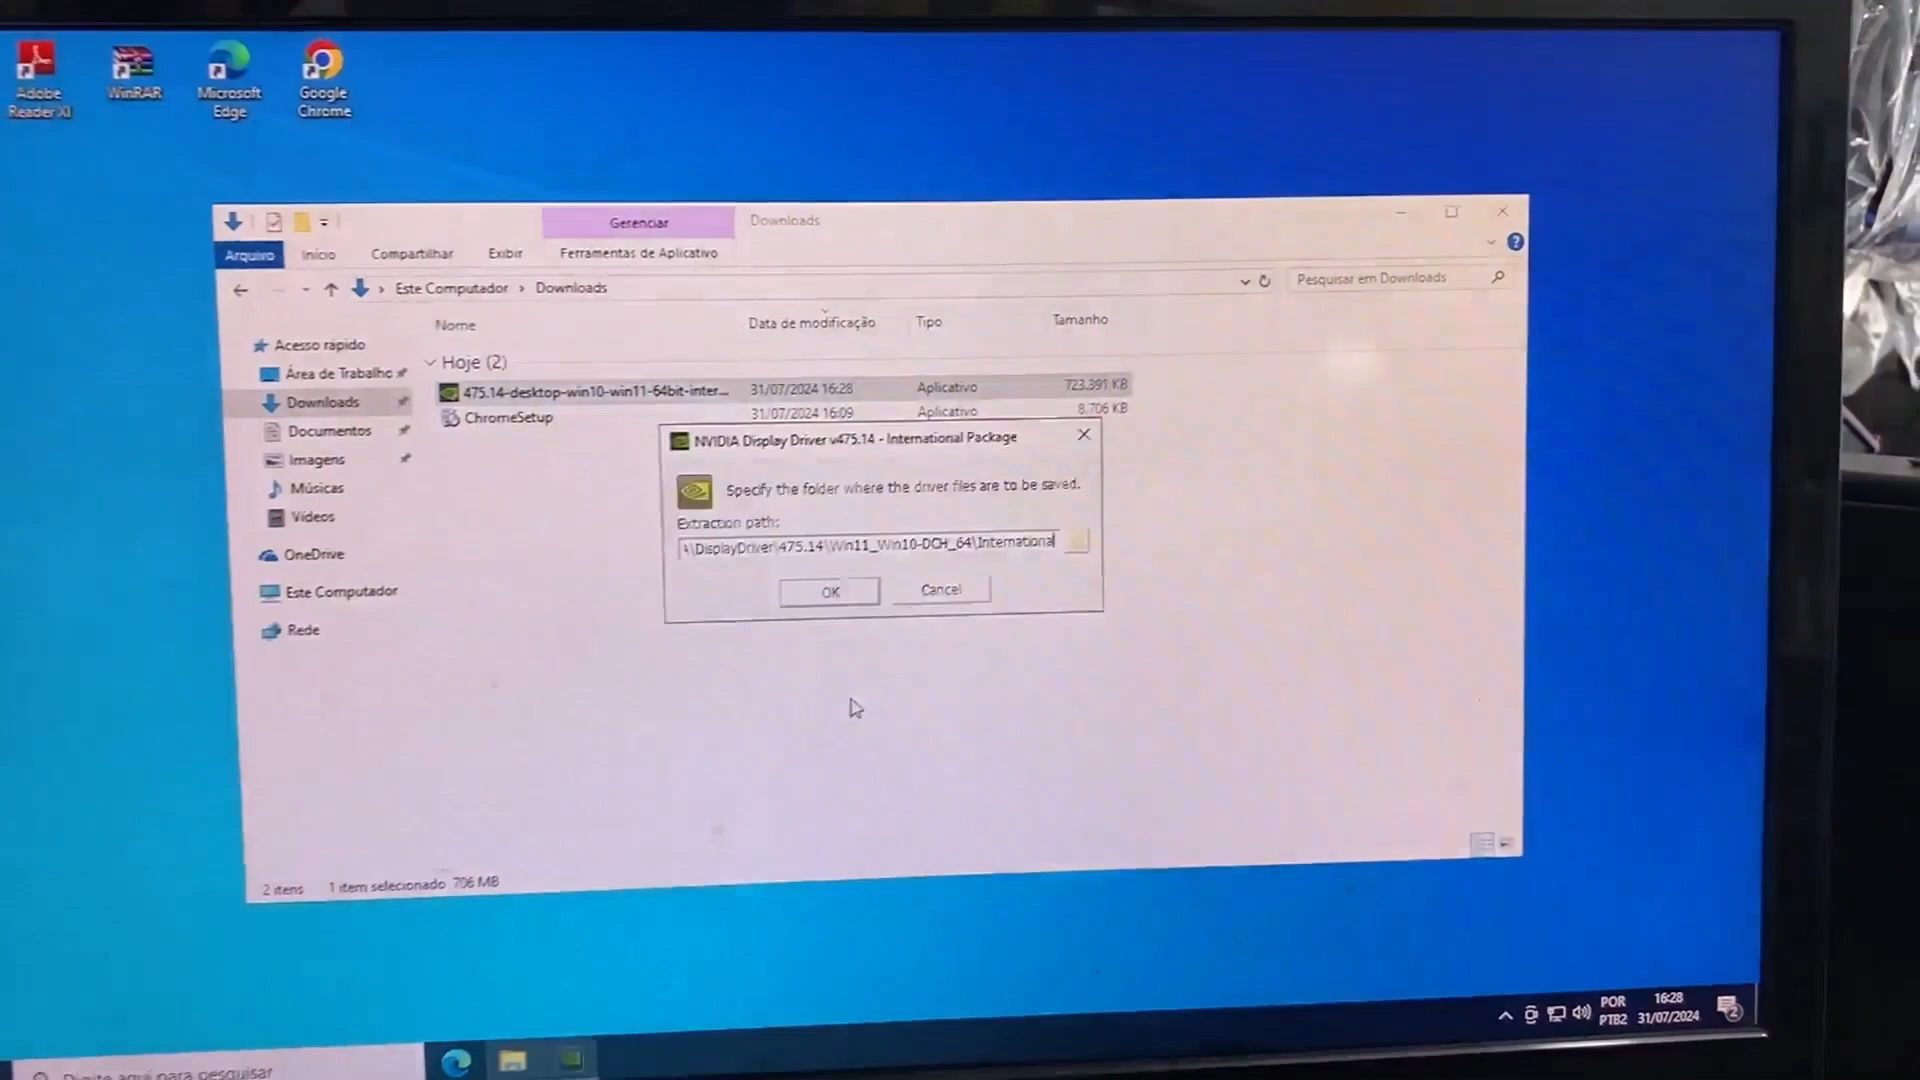 Adobe
Reader XI
WinRAR
Microsoft
Edge
Google
Chrome
Gerenciar
Downloads
Arquivo
Início
Compartilhar
Exibir
Ferramentas de Aplicativo
Este Computador > Downloads
Pesquisar em Downloads
Nome
Data de modificação
Tipo
Tamanho
Acesso rápido
Área de Trabalho
Downloads
Documentos
Imagens
Músicas
Vídeos
OneDrive
Este Computador
Rede
Hoje (2)
475.14-desktop-win10-win11-64bit-inter... 31/07/2024 16:28 Aplicativo 723.391 KB
ChromeSetup 31/07/2024 16:09 Aplicativo 8.706 KB
NVIDIA Display Driver v475.14 - International Package
Specify the folder where the driver files are to be saved.
Extraction path:
\DisplayDriver\475.14\Win11_Win10-DCH_64\International
OK
Cancel
2 itens 1 item selecionado 706 MB
POR
PTB2
16:28
31/07/2024
2
Digite aqui para pesquisar